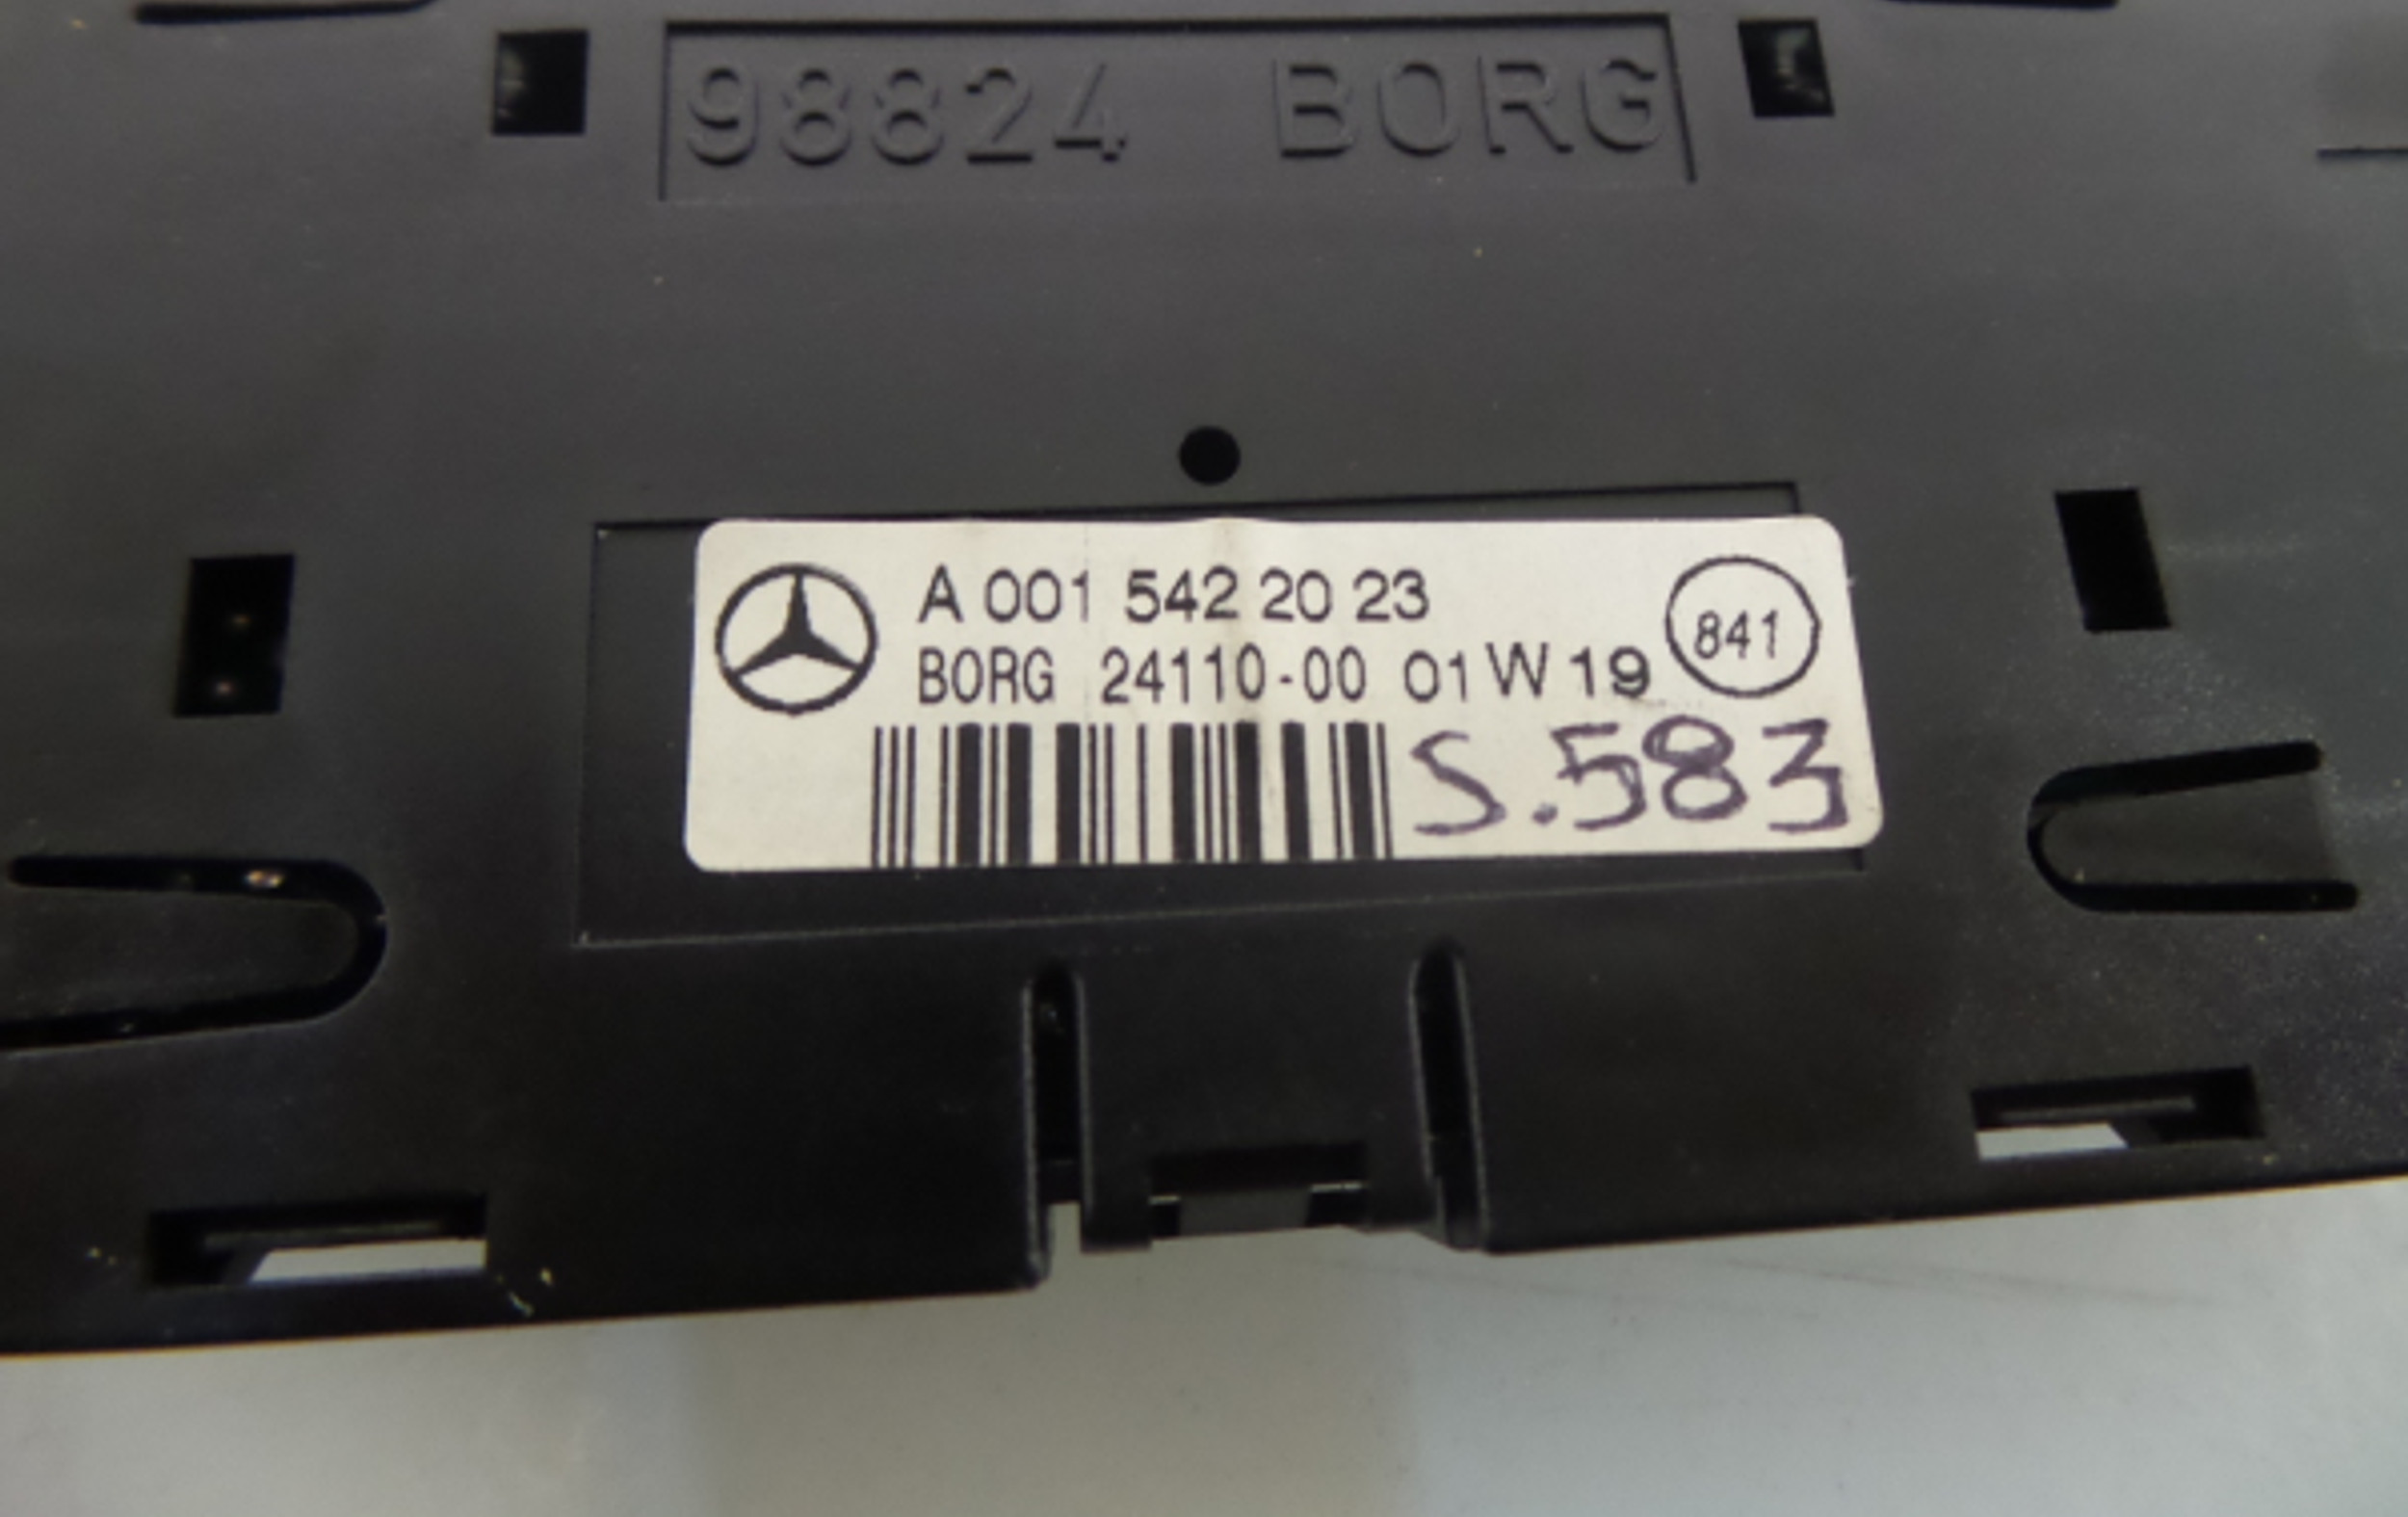 98824 BORG
A 001 542 20 23
841
BORG 24110-00 01 W 19
S.583